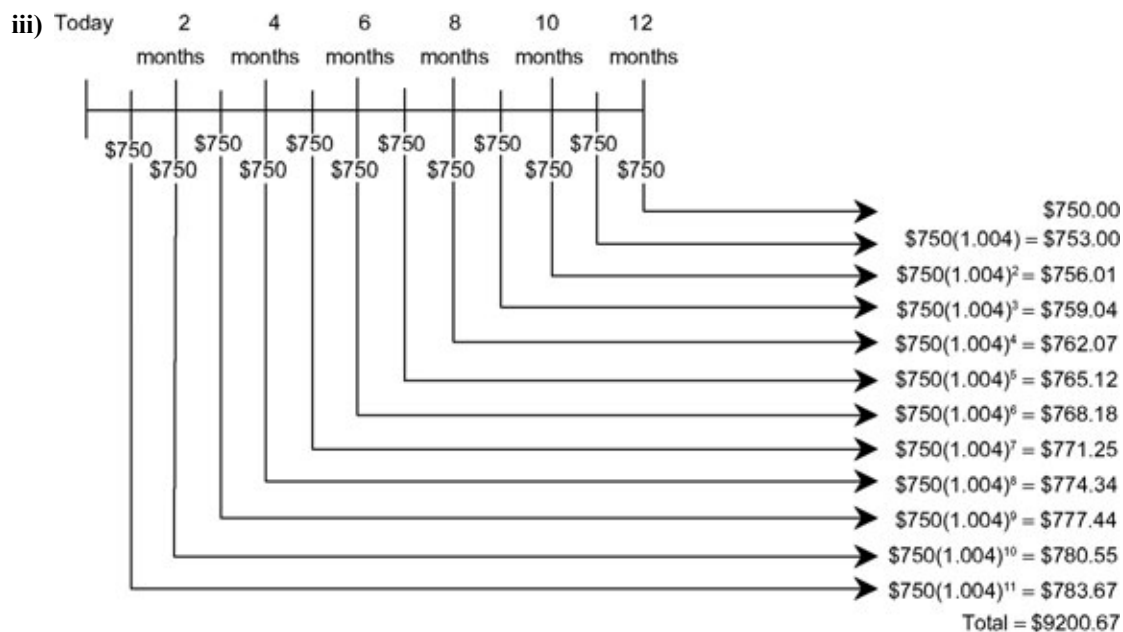 iii) Today 2 4 6 8 10 12
months months months months months months
$750 $750 $750 $750 $750 $750
$750 $750 $750 $750 $750 $750
$750.00
$750(1.004) = $753.00
$750(1.004)² = $756.01
$750(1.004)³ = $759.04
$750(1.004)⁴ = $762.07
$750(1.004)⁵ = $765.12
$750(1.004)⁶ = $768.18
$750(1.004)⁷ = $771.25
$750(1.004)⁸ = $774.34
$750(1.004)⁹ = $777.44
$750(1.004)¹⁰ = $780.55
$750(1.004)¹¹ = $783.67
Total = $9200.67